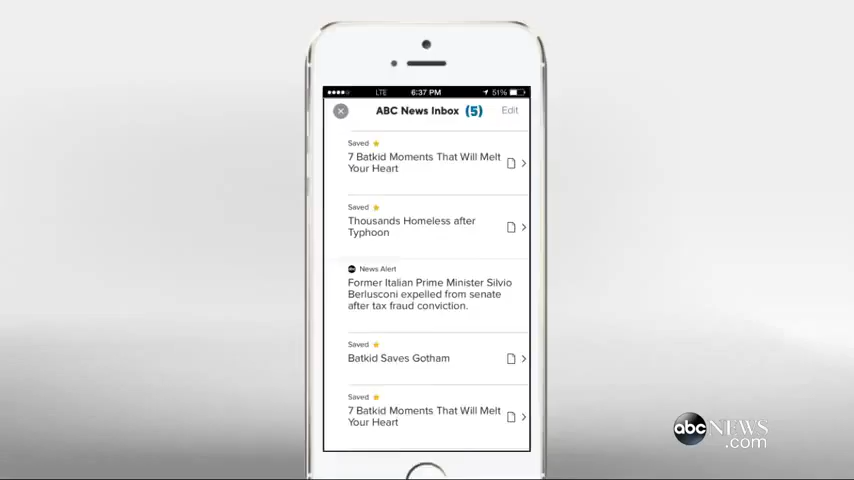 LTE 6:37 PM 51%
ABC News Inbox (5) Edit
Saved
7 Batkid Moments That Will Melt
Your Heart
Saved
Thousands Homeless after
Typhoon
abc News Alert
Former Italian Prime Minister Silvio
Berlusconi expelled from senate
after tax fraud conviction.
Saved
Batkid Saves Gotham
Saved
7 Batkid Moments That Will Melt
Your Heart
abc NEWS
.com